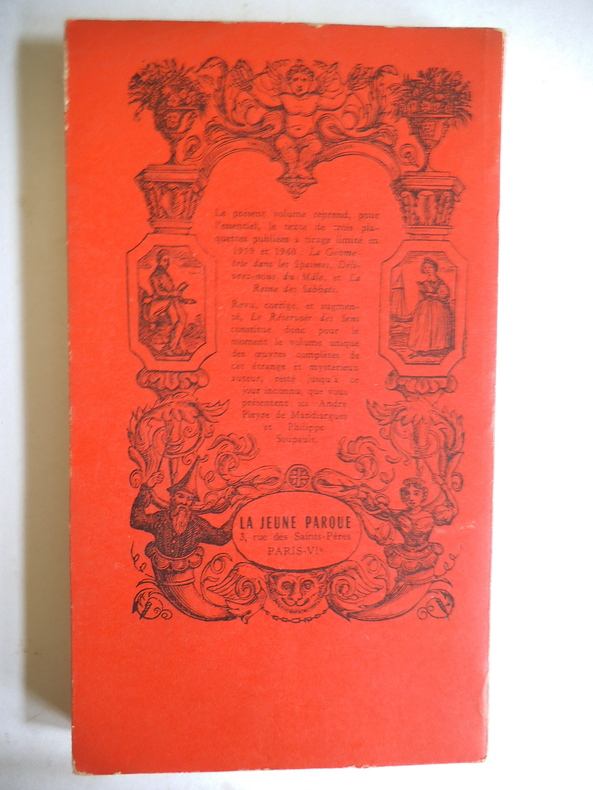 Le présent volume reprend, pour
l'essentiel, le texte de trois pla-
quettes publiées à tirage limité en
1959 et 1960 : La Géomé-
trie dans les Spasmes, Déli-
vrez-nous du Mâle, et La
Reine des Sabbats.
Revu, corrigé, et augmen-
té, Le Réservoir des Sens
constitue donc pour le
moment le volume unique
des œuvres complètes de
cet étrange et mystérieux
auteur, resté jusqu'à ce
jour inconnu, que vous
présentent ici André
Pieyre de Mandiargues
et Philippe
Soupault.
LA JEUNE PARQUE
3, rue des Saints-Pères
PARIS-VIe